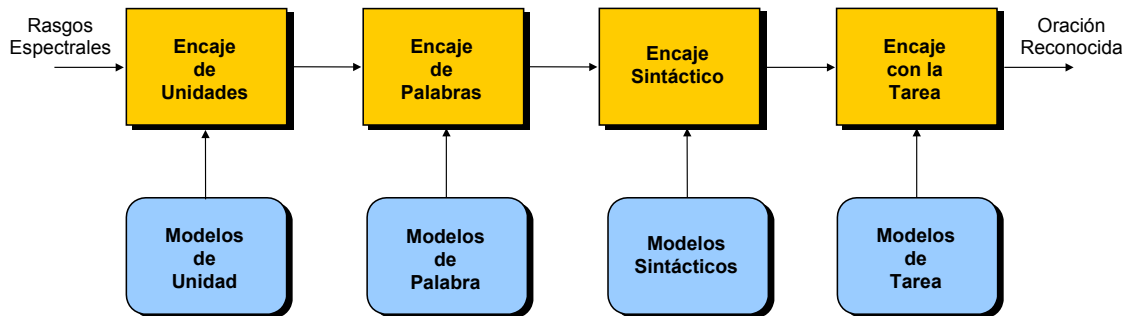 Rasgos
Espectrales
Encaje
de
Unidades
Encaje
de
Palabras
Encaje
Sintáctico
Encaje
con la
Tarea
Oración
Reconocida
Modelos
de
Unidad
Modelos
de
Palabra
Modelos
Sintácticos
Modelos
de
Tarea